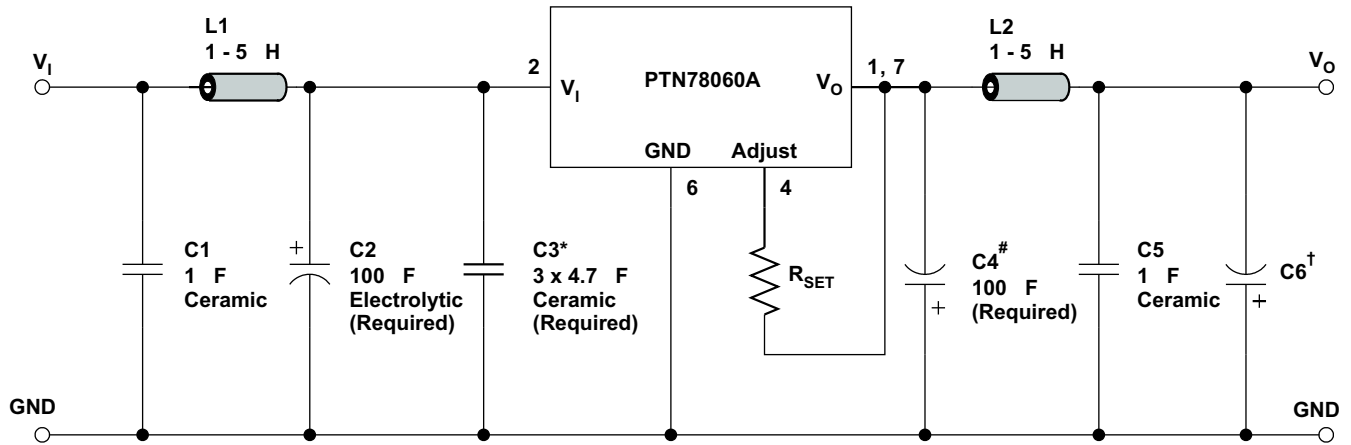 L1
1 - 5 H
V_I
2
V_I
PTN78060A
V_O
1, 7
L2
1 - 5 H
V_O
GND
Adjust
6
4
C1
1 F
Ceramic
+
C2
100 F
Electrolytic
(Required)
C3*
3 x 4.7 F
Ceramic
(Required)
R_SET
C4#
100 F
(Required)
+
C5
1 F
Ceramic
C6†
+
GND
GND